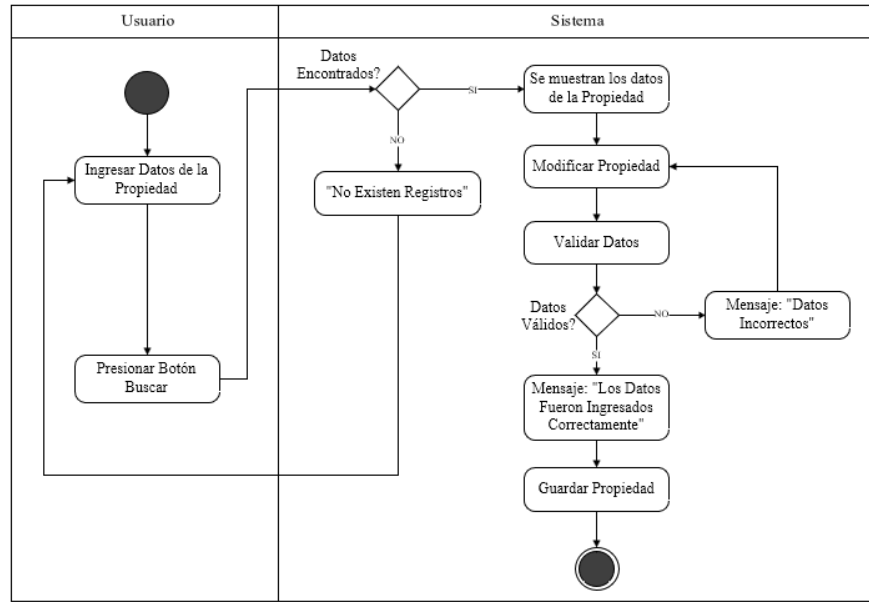 Usuario
Sistema
Datos
Encontrados?
SI
Se muestran los datos
de la Propiedad
NO
Ingresar Datos de la
Propiedad
Modificar Propiedad
"No Existen Registros"
Validar Datos
Datos
Válidos?
NO
Mensaje: "Datos
Incorrectos"
SI
Presionar Botón
Buscar
Mensaje: "Los Datos
Fueron Ingresados
Correctamente"
Guardar Propiedad